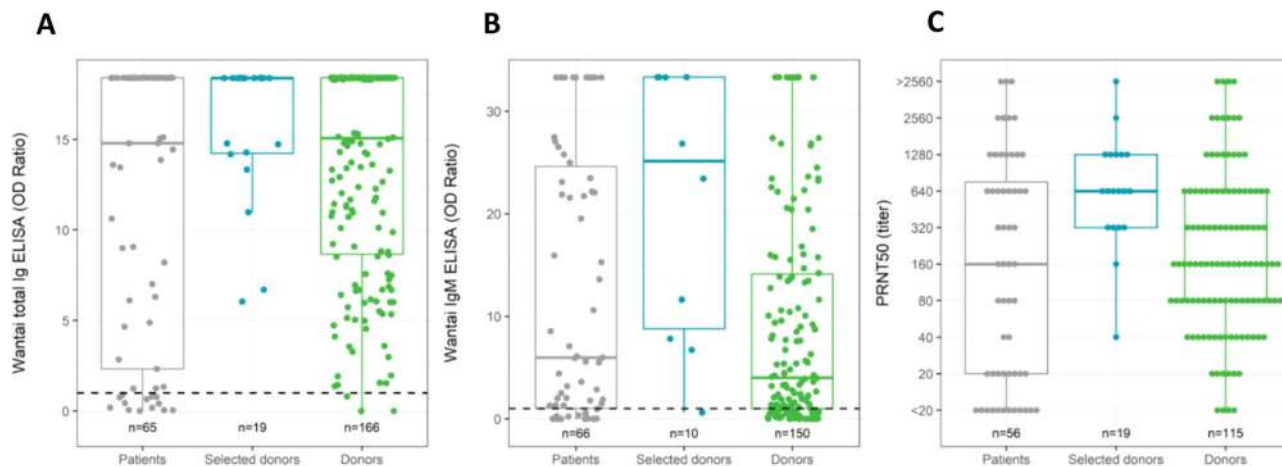 A
Wantai total Ig ELISA (OD Ratio)
15
10
5
0
n=65
n=19
n=166
Patients
Selected donors
Donors
B
Wantai IgM ELISA (OD Ratio)
30
20
10
0
n=66
n=10
n=150
Patients
Selected donors
Donors
C
PRNT50 (titer)
>2560
2560
1280
640
320
160
80
40
20
<20
n=56
n=19
n=115
Patients
Selected donors
Donors